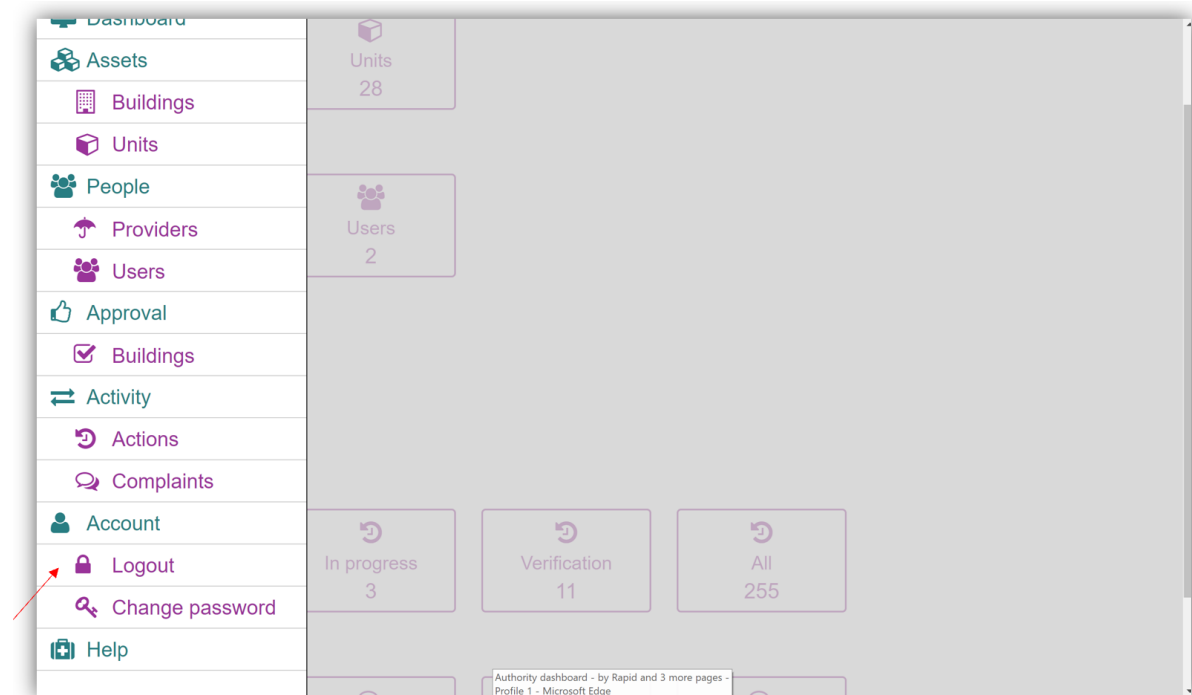 Dashboard
Assets
Buildings
Units
People
Providers
Users
Approval
Buildings
Activity
Actions
Complaints
Account
Logout
Change password
Help
Units
28
Users
2
In progress
3
Verification
11
All
255
Authority dashboard - by Rapid and 3 more pages -
Profile 1 - Microsoft Edge